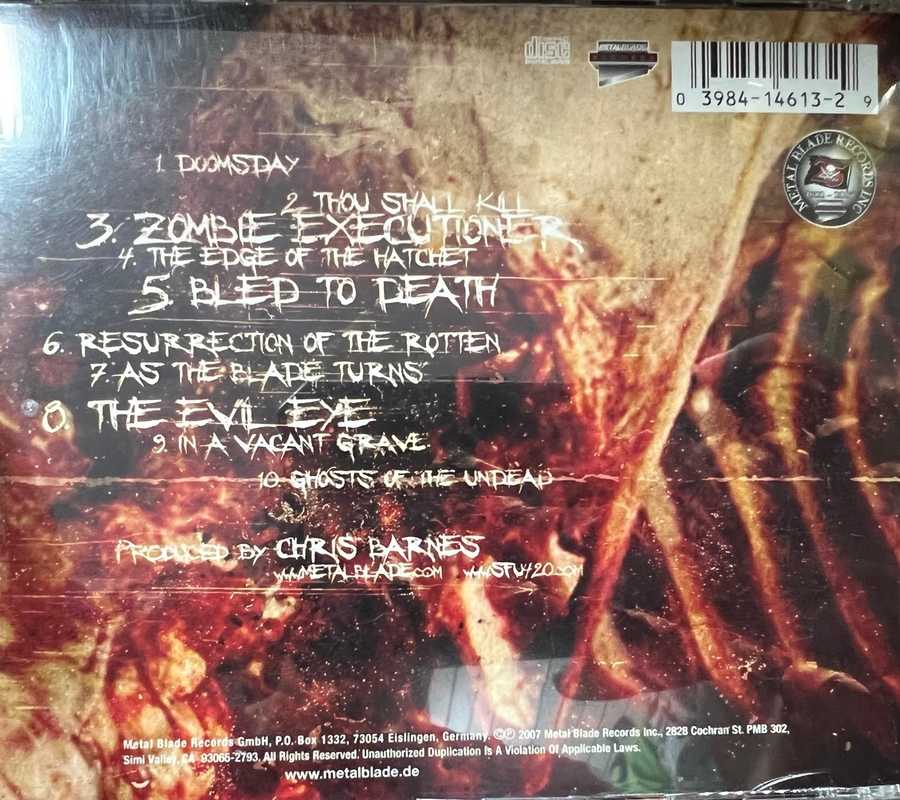 disc
METAL BLADE
0 3984-14613-2 9
METAL BLADE RECORDS INC
1. DOOMSDAY
2. THOU SHALL KILL
3. ZOMBIE EXECUTIONER
4. THE EDGE OF THE HATCHET
5. BLED TO DEATH
6. RESURRECTION OF THE ROTTEN
7. AS THE BLADE TURNS
8. THE EVIL EYE
9. IN A VACANT GRAVE
10. GHOSTS OF THE UNDEAD
PRODUCED BY CHRIS BARNES
www.METALBLADE.COM www.SFU420.COM
Metal Blade Records GmbH, P.O. Box 1332, 73054 Eislingen, Germany. ©℗ 2007 Metal Blade Records Inc., 2828 Cochran St. PMB 302,
Simi Valley, CA 93065-2793. All Rights Reserved. Unauthorized Duplication Is A Violation Of Applicable Laws.
www.metalblade.de